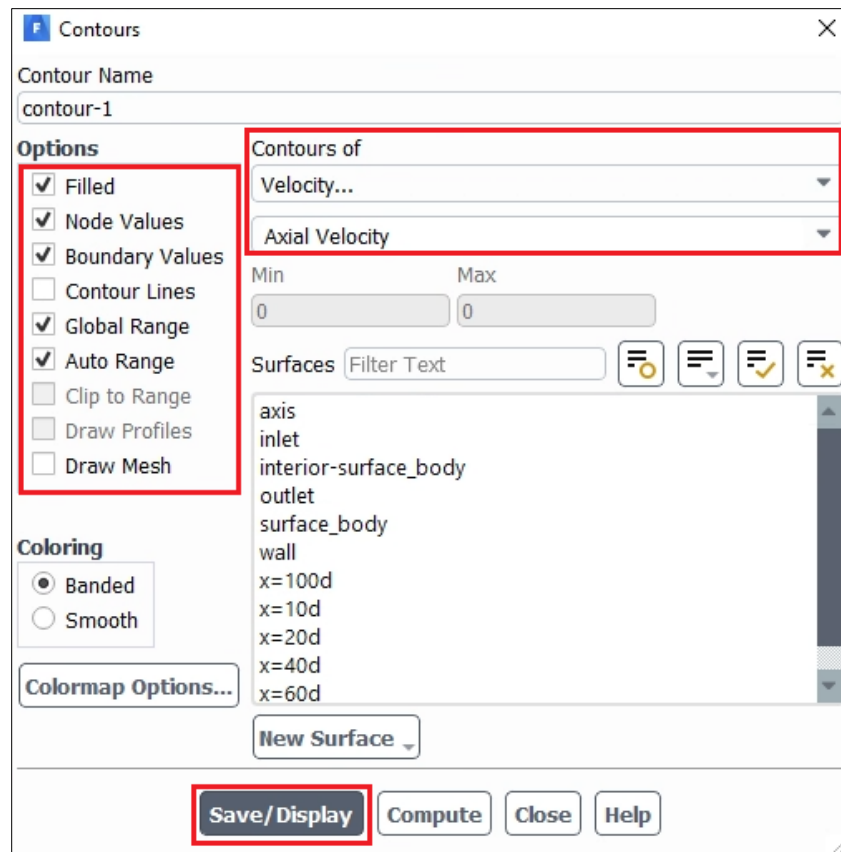 F Contours
Contour Name
contour-1
Options
Filled
Node Values
Boundary Values
Contour Lines
Global Range
Auto Range
Clip to Range
Draw Profiles
Draw Mesh
Coloring
Banded
Smooth
Colormap Options...
Contours of
Velocity...
Axial Velocity
Min Max
0 0
Surfaces Filter Text
axis
inlet
interior-surface_body
outlet
surface_body
wall
x=100d
x=10d
x=20d
x=40d
x=60d
New Surface
Save/Display Compute Close Help